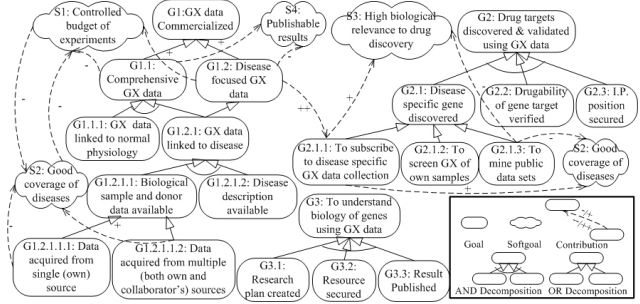 S1: Controlled
budget of
experiments
G1:GX data
Commercialized
S4:
Publishable
results
S3: High biological
relevance to drug
discovery
G2: Drug targets
discovered & validated
using GX data
G1.1:
Comprehensive
GX data
G1.2: Disease
focused GX
data
G2.1: Disease
specific gene
discovered
G2.2: Drugability
of gene target
verified
G2.3: I.P.
position
secured
G1.1.1: GX data
linked to normal
physiology
G1.2.1: GX data
linked to disease
G2.1.1: To subscribe
to disease specific
GX data collection
G2.1.2: To
screen GX of
own samples
G2.1.3: To
mine public
data sets
S2: Good
coverage of
diseases
S2: Good
coverage of
diseases
G1.2.1.1: Biological
sample and donor
data available
G1.2.1.2: Disease
description
available
G3: To understand
biology of genes
using GX data
G1.2.1.1.1: Data
acquired from
single (own)
source
G1.2.1.1.2: Data
acquired from multiple
(both own and
collaborator's) sources
G3.1:
Research
plan created
G3.2:
Resource
secured
G3.3: Result
Published
Goal
Softgoal
Contribution
AND Decomposition
OR Decomposition
+
+
++
+
+
+
-
-
-